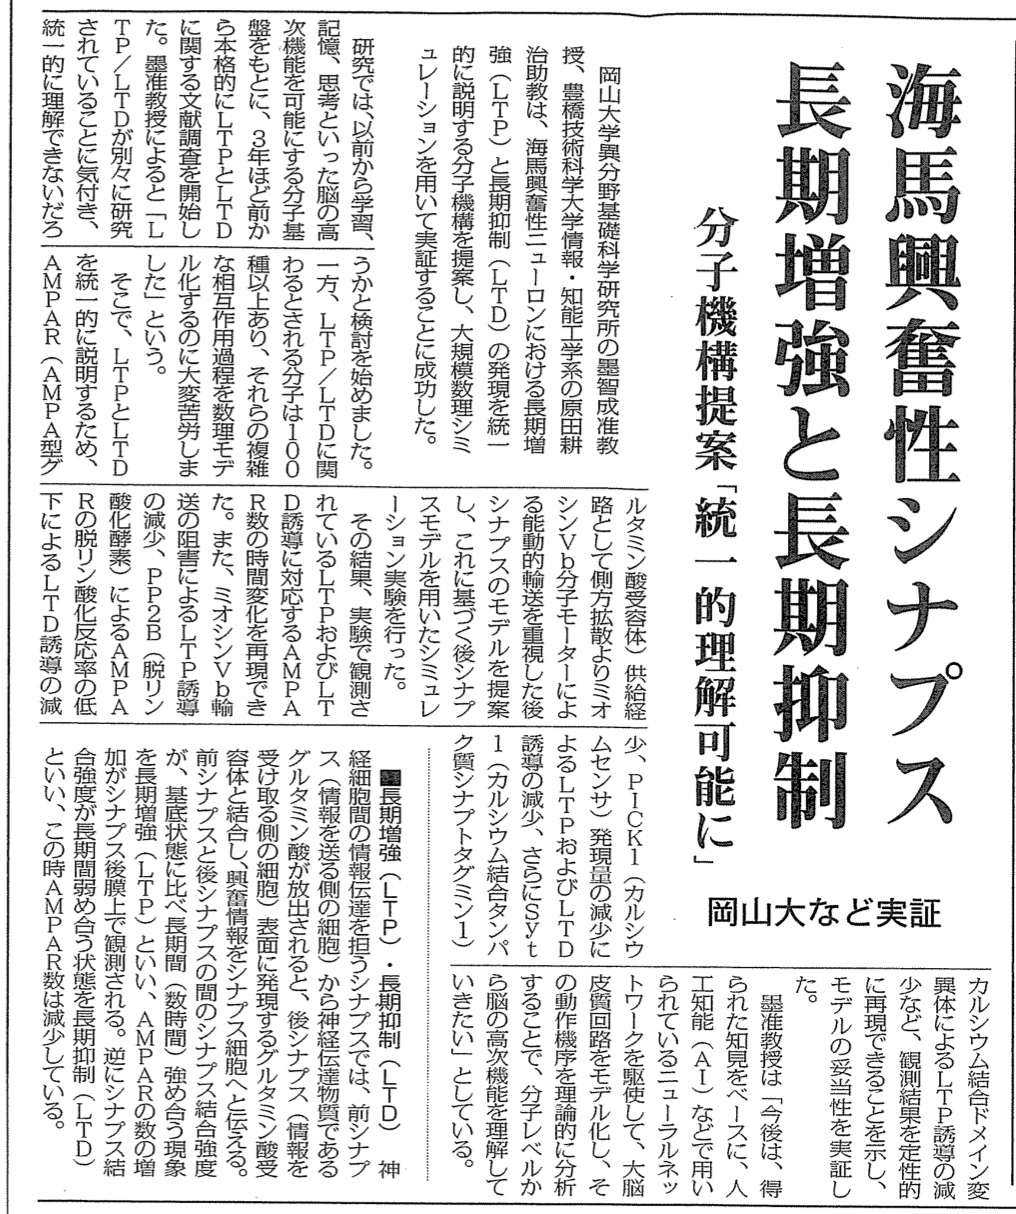 海馬興奮性シナプス
長期増強と長期抑制
分子機構提案「統一的理解可能に」
岡山大など実証
岡山大学異分野基礎科学研究所の墨智成准教
授、豊橋技術科学大学情報・知能工学系の原田耕
治助教は、海馬興奮性ニューロンにおける長期増
強（ＬＴＰ）と長期抑制（ＬＴＤ）の発現を統一
的に説明する分子機構を提案し、大規模数理シミ
ュレーションを用いて実証することに成功した。
研究では、以前から学習、
記憶、思考といった脳の高
次機能を可能にする分子基
盤をもとに、３年ほど前か
ら本格的にＬＴＰとＬＴＤ
に関する文献調査を開始し
た。墨准教授によると「Ｌ
ＴＰ／ＬＴＤが別々に研究
されていることに気付き、
統一的に理解できないだろ
うかと検討を始めました。
一方、ＬＴＰ／ＬＴＤに関
わるとされる分子は１００
種以上あり、それらの複雑
な相互作用過程を数理モデ
ル化するのに大変苦労しま
した」という。
そこで、ＬＴＰとＬＴＤ
を統一的に説明するため、
ＡＭＰＡＲ（ＡＭＰＡ型グ
ルタミン酸受容体）供給経
路として側方拡散よりミオ
シンＶｂ分子モーターによ
る能動的輸送を重視した後
シナプスのモデルを提案
し、これに基づく後シナプ
スモデルを用いたシミュレ
ーション実験を行った。
その結果、実験で観測さ
れているＬＴＰおよびＬＴ
Ｄ誘導に対応するＡＭＰＡ
Ｒ数の時間変化を再現でき
た。また、ミオシンＶｂ輸
送の阻害によるＬＴＰ誘導
の減少、ＰＰ２Ｂ（脱リン
酸化酵素）によるＡＭＰＡ
Ｒの脱リン酸化反応率の低
下によるＬＴＤ誘導の減
少、ＰＩＣＫ１（カルシウ
ムセンサ）発現量の減少に
よるＬＴＰおよびＬＴＤ
誘導の減少、さらにＳｙｔ
１（カルシウム結合タンパ
ク質シナプトタグミン１）
カルシウム結合ドメイン変
異体によるＬＴＰ誘導の減
少など、観測結果を定性的
に再現できることを示し、
モデルの妥当性を実証し
た。
墨准教授は「今後は、得
られた知見をベースに、人
工知能（ＡＩ）などで用い
られているニューラルネッ
トワークを駆使して、大脳
皮質回路をモデル化し、そ
の動作機序を理論的に分析
することで、分子レベルか
ら脳の高次機能を理解して
いきたい」としている。
■長期増強（ＬＴＰ）・長期抑制（ＬＴＤ） 神
経細胞間の情報伝達を担うシナプスでは、前シナプ
ス（情報を送る側の細胞）から神経伝達物質である
グルタミン酸が放出されると、後シナプス（情報を
受け取る側の細胞）表面に発現するグルタミン酸受
容体と結合し、興奮情報をシナプス細胞へと伝える。
前シナプスと後シナプスの間のシナプス結合強度
が、基底状態に比べ長期間（数時間）強め合う現象
を長期増強（ＬＴＰ）といい、ＡＭＰＡＲの数の増
加がシナプス後膜上で観測される。逆にシナプス結
合強度が長期間弱め合う状態を長期抑制（ＬＴＤ）
といい、この時ＡＭＰＡＲ数は減少している。